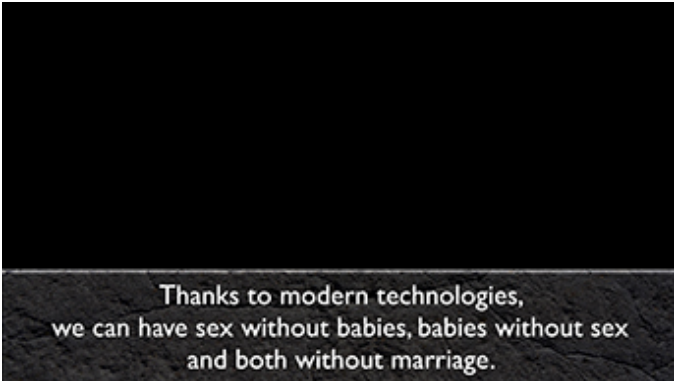 Thanks to modern technologies,
we can have sex without babies, babies without sex
and both without marriage.